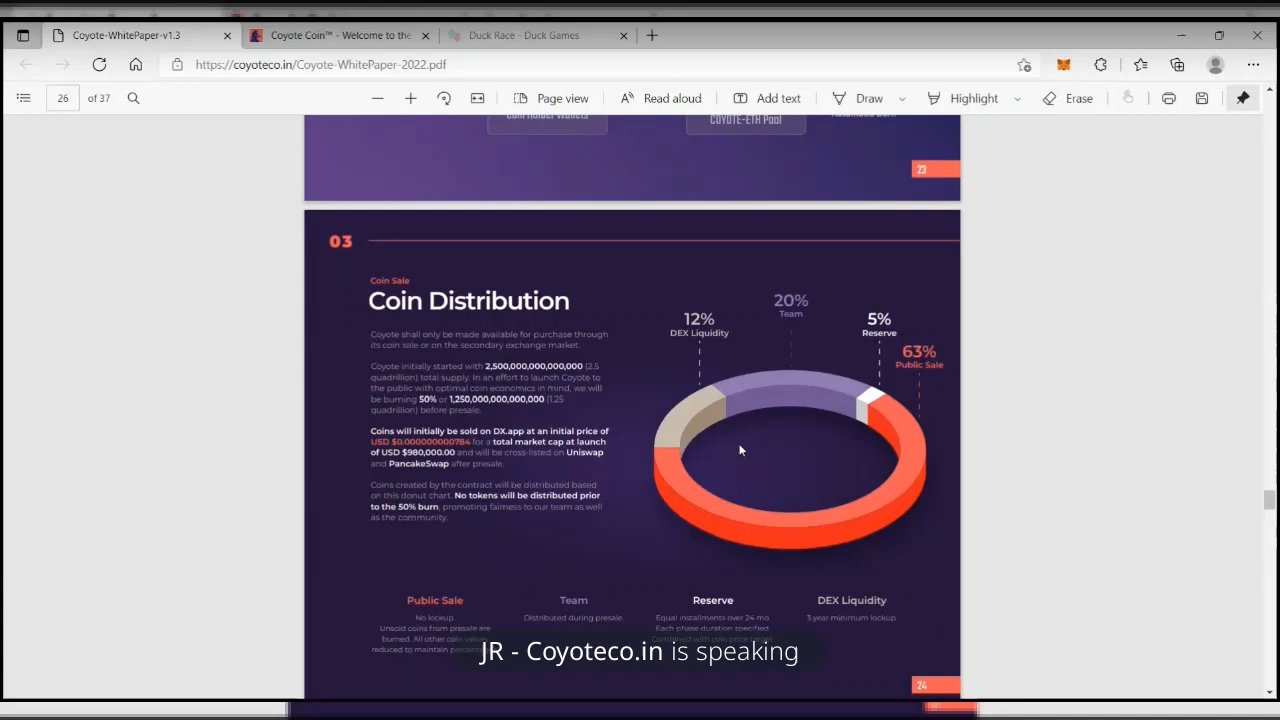 Coyote-WhitePaper-v1.3
Coyote Coin™ - Welcome to the
Duck Race - Duck Games
https://coyoteco.in/Coyote-WhitePaper-2022.pdf
26 of 37
Page view
Read aloud
Add text
Draw
Highlight
Erase
Coin Holder Wallets
COYOTE-ETH Pool
23
03
Coin Sale
Coin Distribution
Coyote shall only be made available for purchase through
its coin sale or on the secondary exchange market.
Coyote initially started with 2,500,000,000,000,000 (2.5
quadrillion) total supply. In an effort to launch Coyote to
the public with optimal coin economics in mind, we will
be burning 50% or 1,250,000,000,000,000 (1.25
quadrillion) before presale.
Coins will initially be sold on DX.app at an initial price of
USD $0.000000000784 for a total market cap at launch
of USD $980,000.00 and will be cross-listed on Uniswap
and PancakeSwap after presale.
Coins created by the contract will be distributed based
on this donut chart. No tokens will be distributed prior
to the 50% burn, promoting fairness to our team as well
as the community.
12%
DEX Liquidity
20%
Team
5%
Reserve
63%
Public Sale
Public Sale
No lockup.
Unsold coins from presale are
burned. All other coin values
reduced to maintain
Team
Distributed during presale
Reserve
Equal installments over 24 mo.
Each phase duration specified.
Combined with coin price target.
DEX Liquidity
3 year minimum lockup
JR - Coyoteco.in is speaking
24